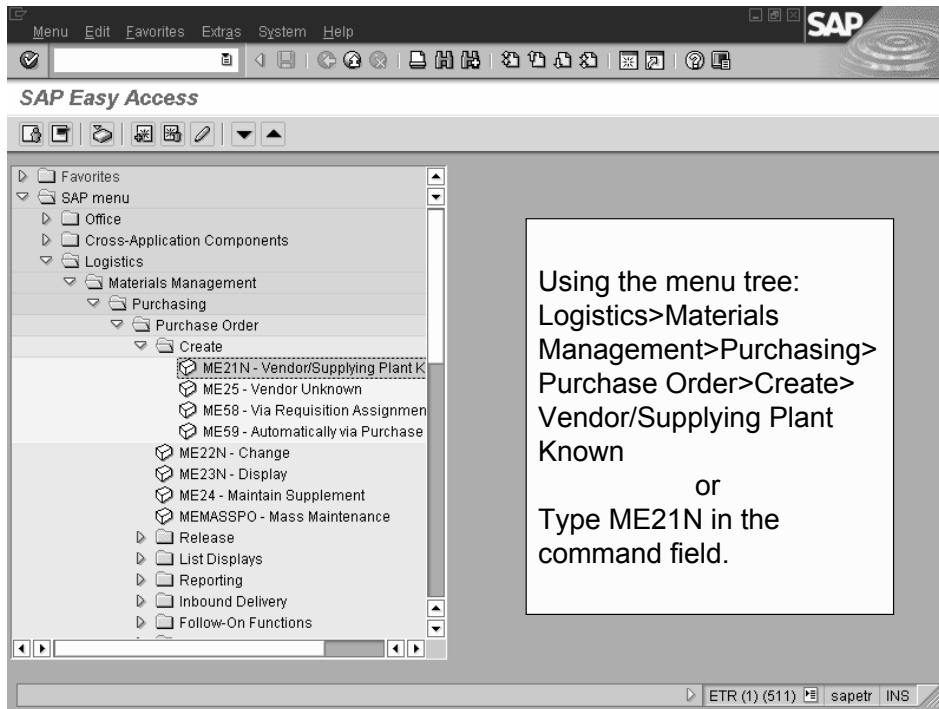 Menu Edit Favorites Extras System Help
SAP
SAP Easy Access
Favorites
SAP menu
Office
Cross-Application Components
Logistics
Materials Management
Purchasing
Purchase Order
Create
ME21N - Vendor/Supplying Plant K
ME25 - Vendor Unknown
ME58 - Via Requisition Assignmen
ME59 - Automatically via Purchase
ME22N - Change
ME23N - Display
ME24 - Maintain Supplement
MEMASSPO - Mass Maintenance
Release
List Displays
Reporting
Inbound Delivery
Follow-On Functions
Using the menu tree:
Logistics>Materials
Management>Purchasing>
Purchase Order>Create>
Vendor/Supplying Plant
Known
or
Type ME21N in the
command field.
ETR (1) (511) sapetr INS